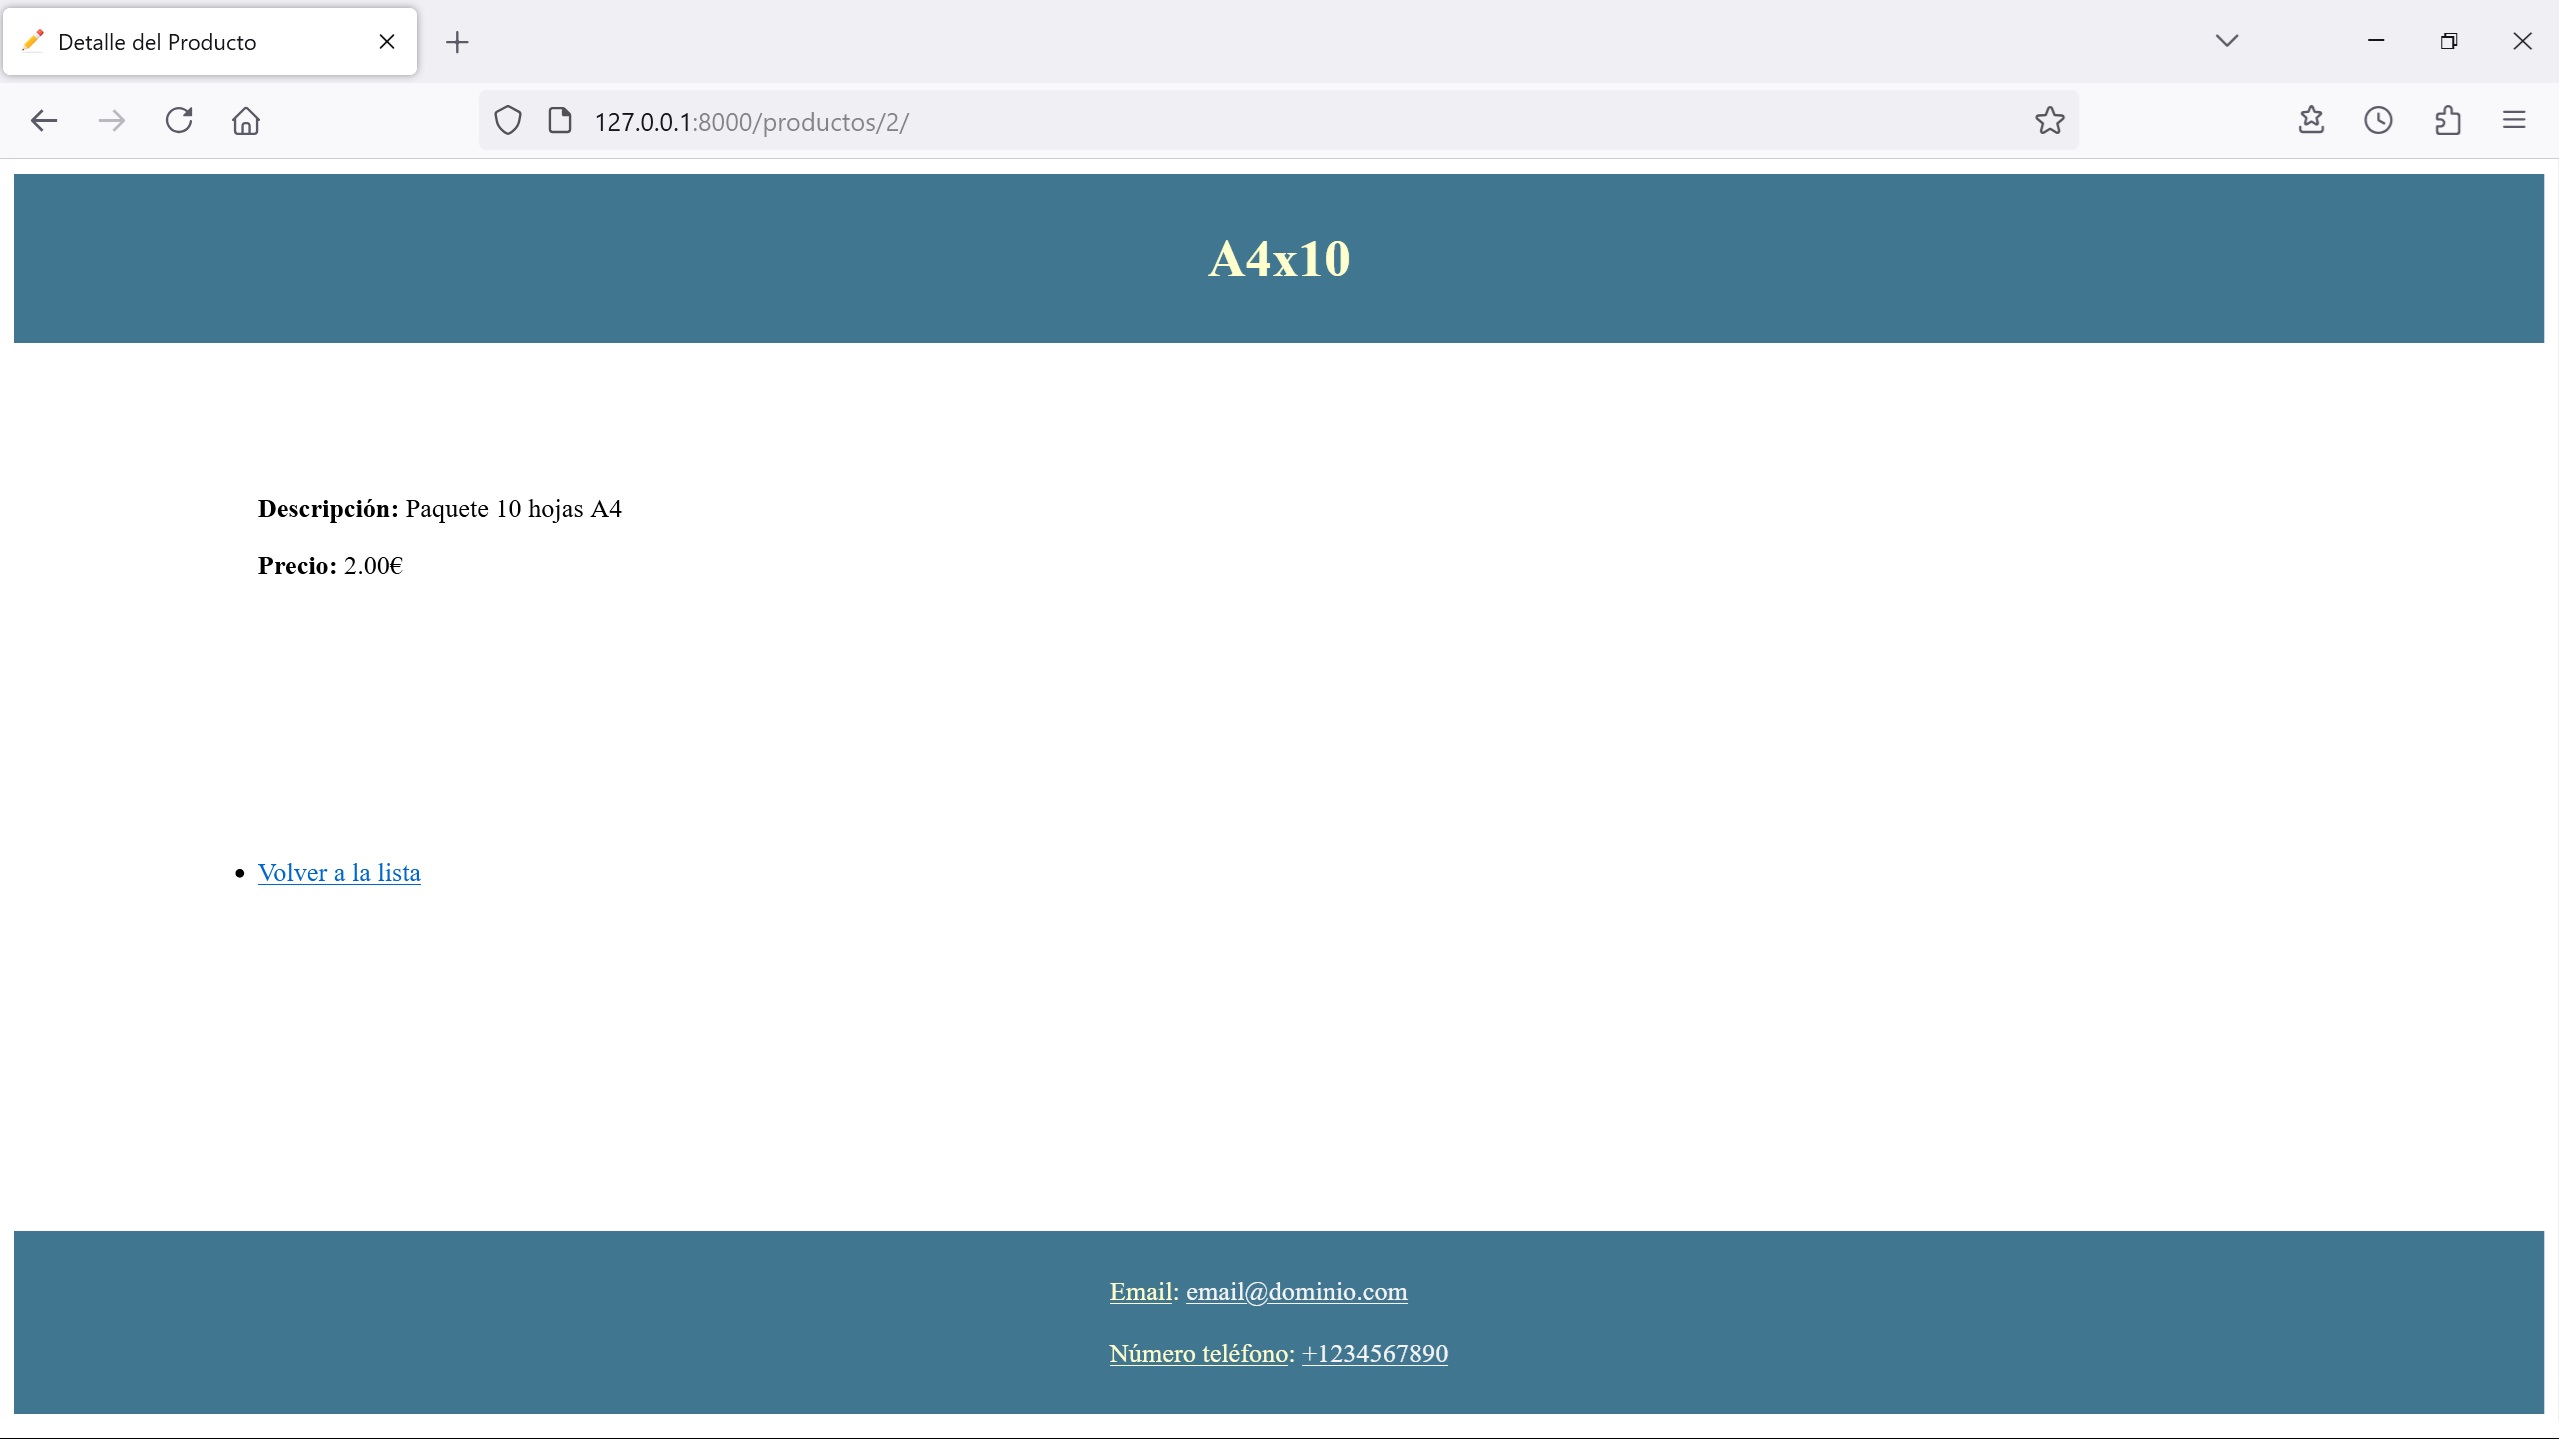 Detalle del Producto
127.0.0.1:8000/productos/2/
A4x10
Descripción: Paquete 10 hojas A4
Precio: 2.00€
Volver a la lista
Email: email@dominio.com
Número teléfono: +1234567890